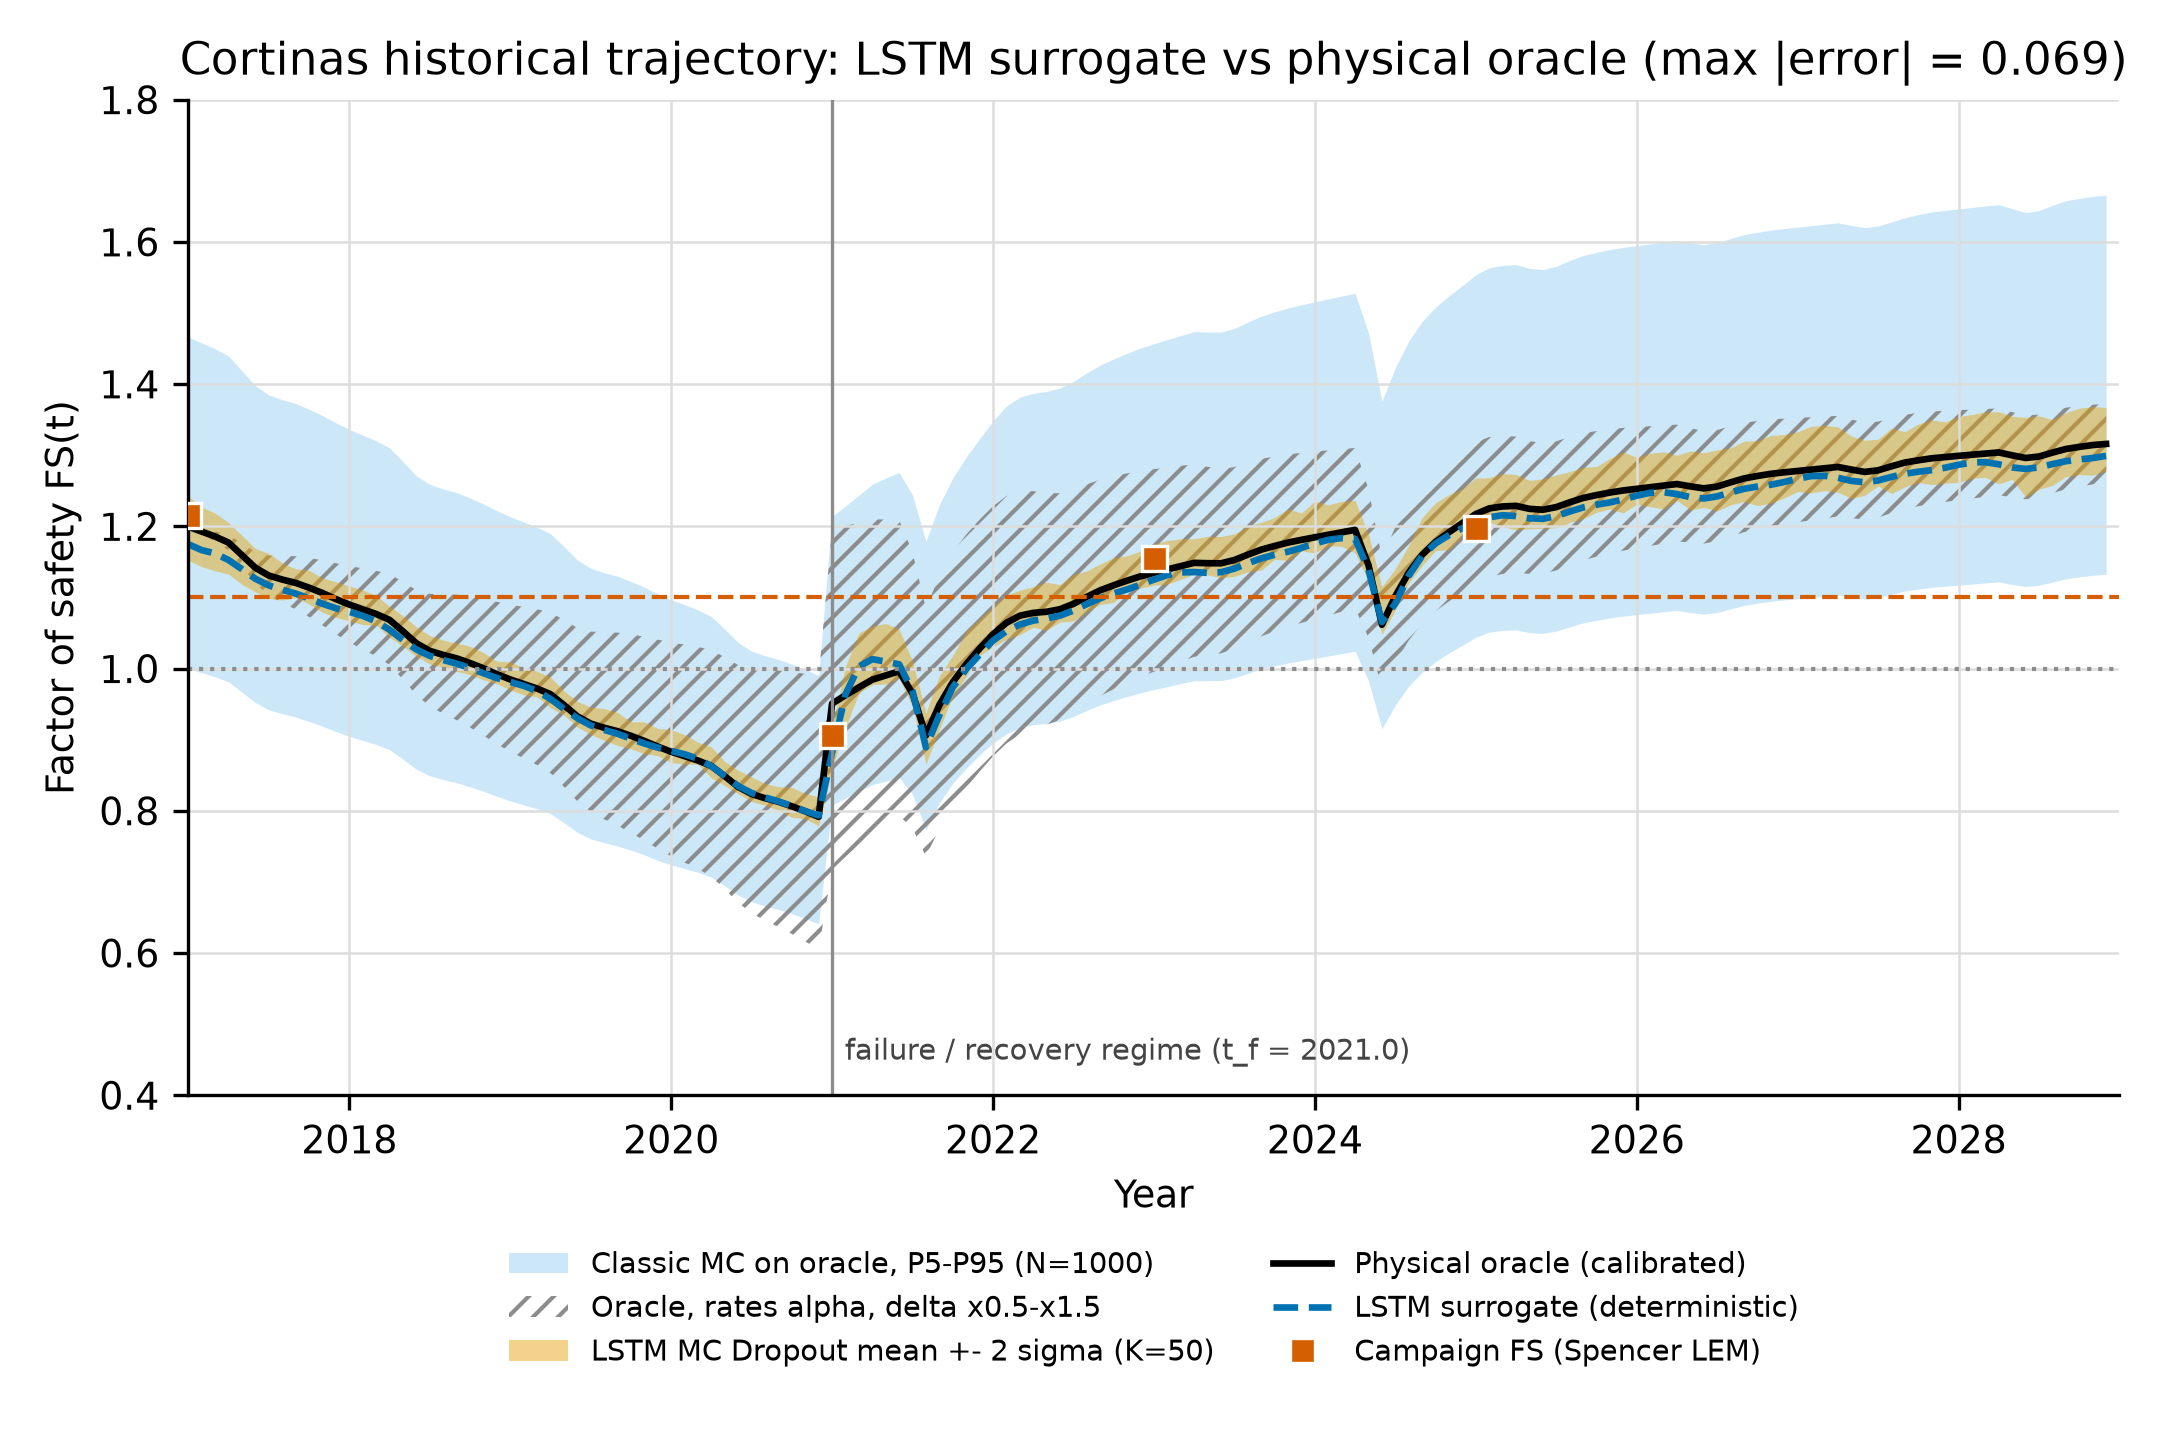 Cortinas historical trajectory: LSTM surrogate vs physical oracle (max |error| = 0.069)
1.8
1.6
1.4
1.2
1.0
0.8
0.6
0.4
Factor of safety FS(t)
failure / recovery regime (t_f = 2021.0)
2018
2020
2022
2024
2026
2028
Year
Classic MC on oracle, P5-P95 (N=1000)
Oracle, rates alpha, delta x0.5-x1.5
LSTM MC Dropout mean +- 2 sigma (K=50)
Physical oracle (calibrated)
LSTM surrogate (deterministic)
Campaign FS (Spencer LEM)